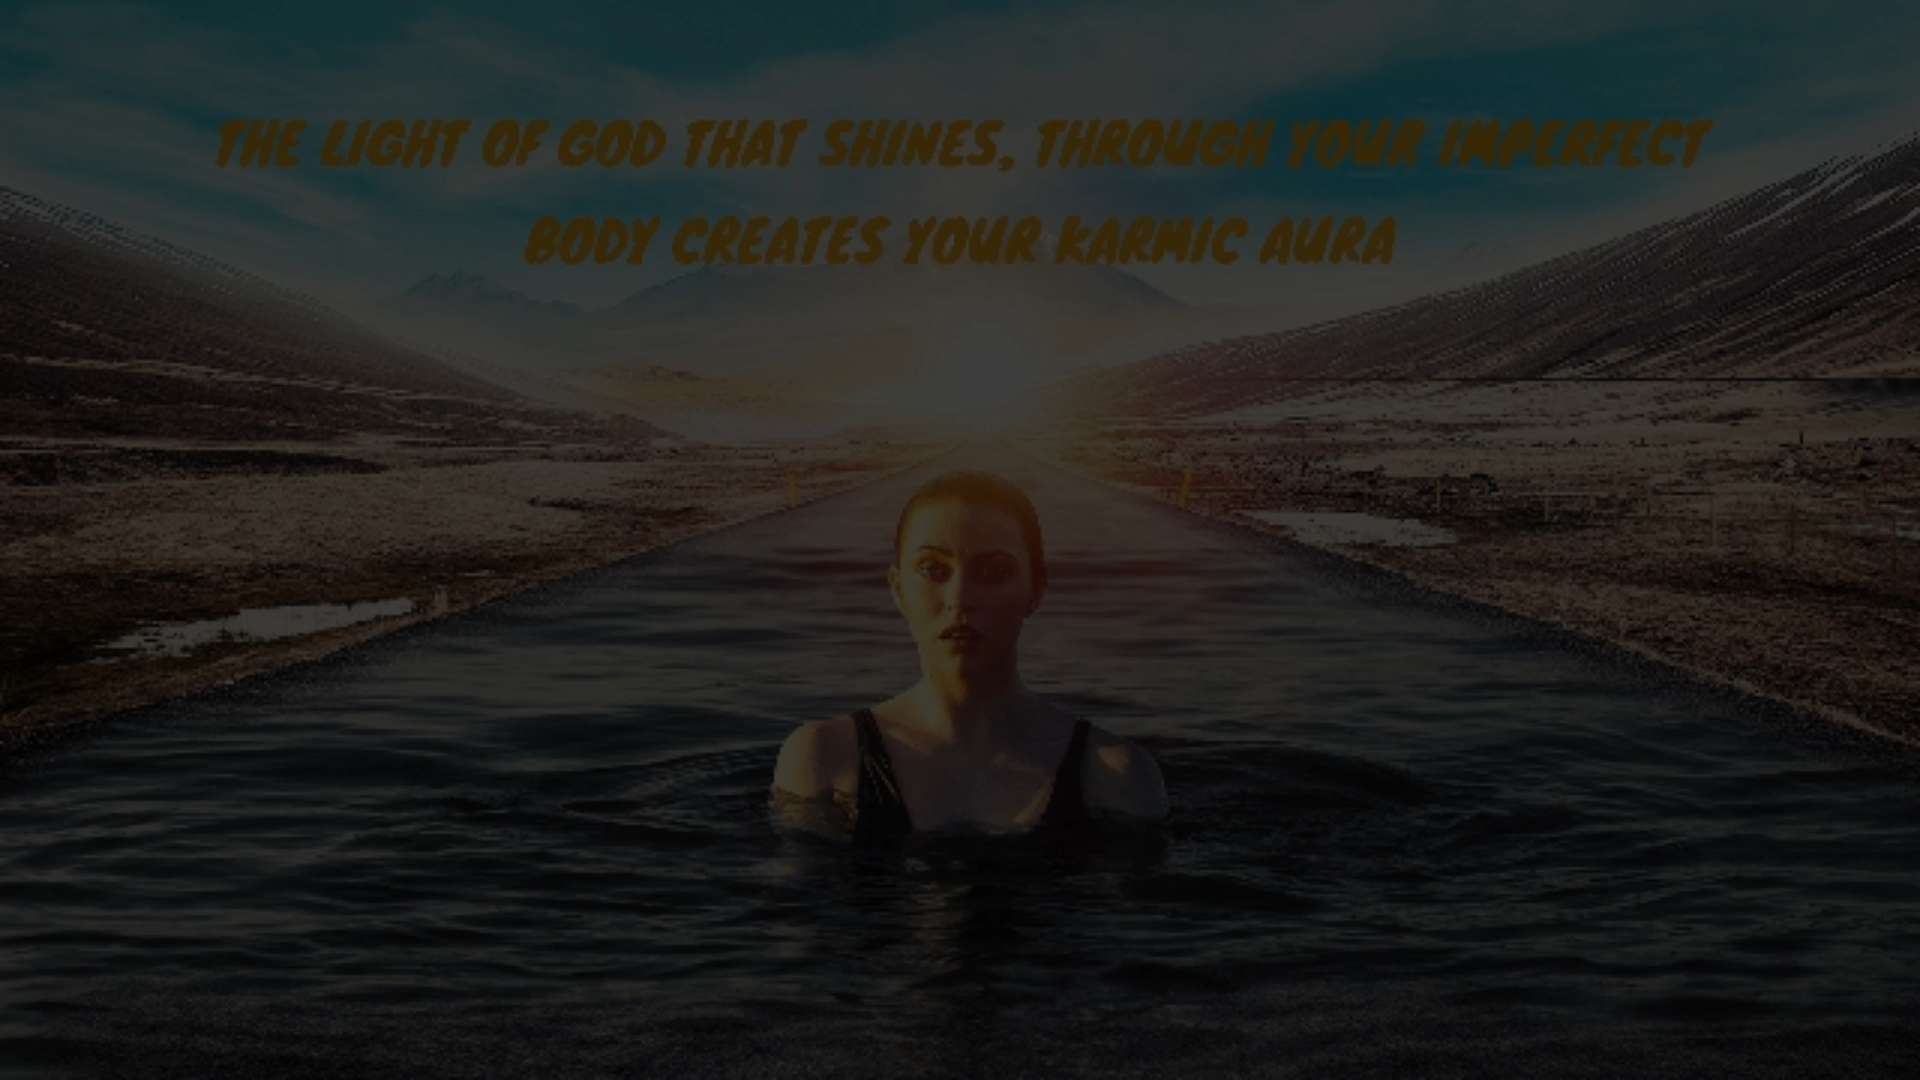 THE LIGHT OF GOD THAT SHINES, THROUGH YOUR IMPERFECT
BODY CREATES YOUR KARMIC AURA